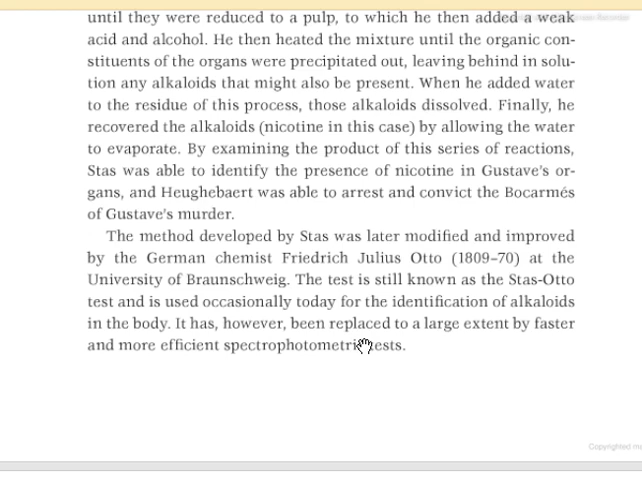 until they were reduced to a pulp, to which he then added a weak
acid and alcohol. He then heated the mixture until the organic con-
stituents of the organs were precipitated out, leaving behind in solu-
tion any alkaloids that might also be present. When he added water
to the residue of this process, those alkaloids dissolved. Finally, he
recovered the alkaloids (nicotine in this case) by allowing the water
to evaporate. By examining the product of this series of reactions,
Stas was able to identify the presence of nicotine in Gustave's or-
gans, and Heughebaert was able to arrest and convict the Bocarmés
of Gustave's murder.
The method developed by Stas was later modified and improved
by the German chemist Friedrich Julius Otto (1809–70) at the
University of Braunschweig. The test is still known as the Stas-Otto
test and is used occasionally today for the identification of alkaloids
in the body. It has, however, been replaced to a large extent by faster
and more efficient spectrophotometric tests.
Copyrighted ma